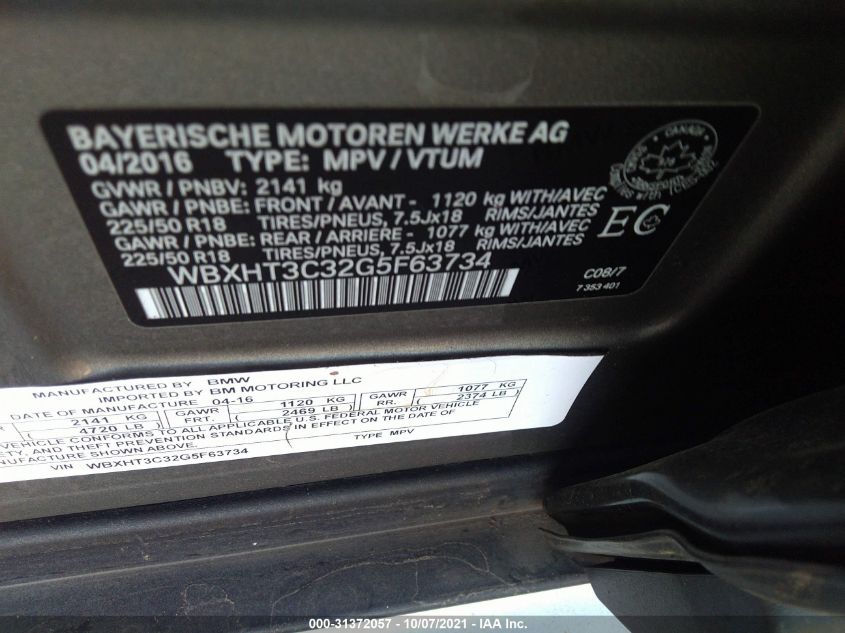 BAYERISCHE MOTOREN WERKE AG
04/2016 TYPE: MPV / VTUM
GVWR / PNBV: 2141 kg
GAWR / PNBE: FRONT / AVANT - 1120 kg WITH/AVEC
225/50 R18 TIRES/PNEUS, 7.5Jx18 RIMS/JANTES
GAWR / PNBE: REAR / ARRIERE - 1077 kg WITH/AVEC
225/50 R18 TIRES/PNEUS, 7.5Jx18 RIMS/JANTES
WBXHT3C32G5F63734
CANADA
EC
C08/7
7 353 401
MANUFACTURED BY BMW
IMPORTED BY BM MOTORING LLC
DATE OF MANUFACTURE 04-16
2141 KG
( 4720 LB )
GAWR FRT. 1120 KG
( 2469 LB )
GAWR RR. 1077 KG
( 2374 LB )
VEHICLE CONFORMS TO ALL APPLICABLE U.S. FEDERAL MOTOR VEHICLE
AND THEFT PREVENTION STANDARDS IN EFFECT ON THE DATE OF
MANUFACTURE SHOWN ABOVE.
VIN WBXHT3C32G5F63734 TYPE MPV
000-31372057 - 10/07/2021 - IAA Inc.